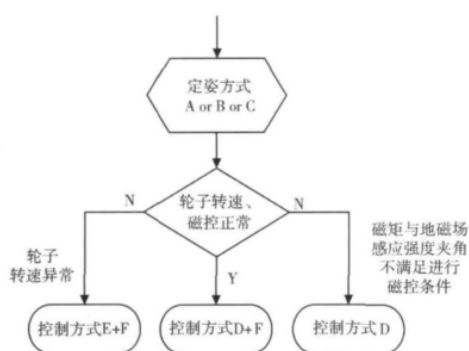 定姿方式
A or B or C
轮子转速、
磁控正常
N
N
Y
轮子
转速异常
磁矩与地磁场
感应强度夹角
不满足进行
磁控条件
控制方式E+F
控制方式D+F
控制方式 D